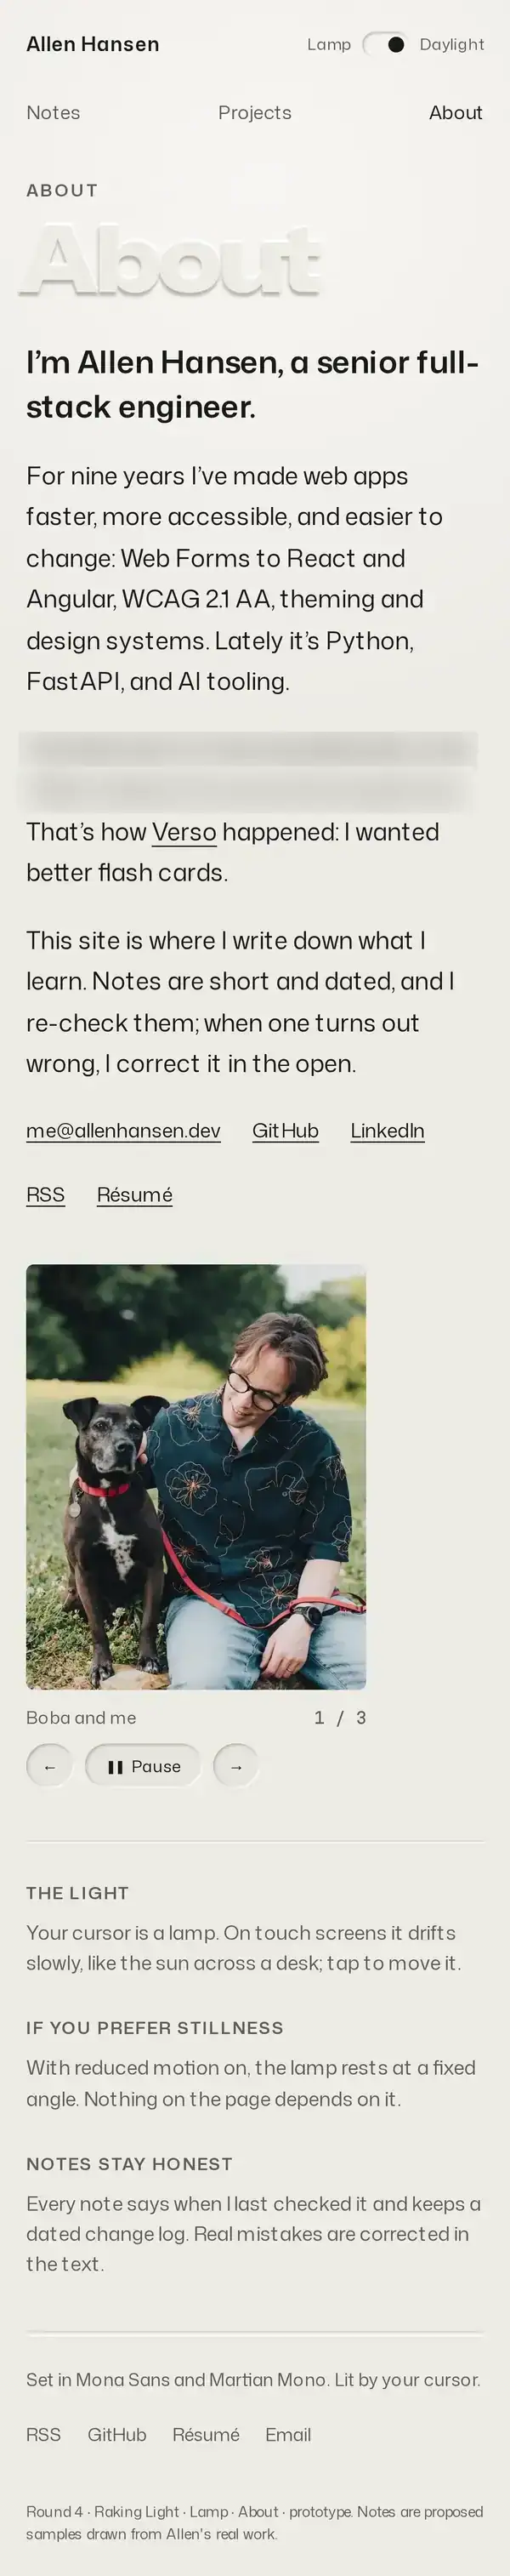 Allen Hansen
Lamp Daylight
Notes Projects About
ABOUT
About
I’m Allen Hansen, a senior full-
stack engineer.
For nine years I’ve made web apps
faster, more accessible, and easier to
change: Web Forms to React and
Angular, WCAG 2.1 AA, theming and
design systems. Lately it’s Python,
FastAPI, and AI tooling.
That’s how Verso happened: I wanted
better flash cards.
This site is where I write down what I
learn. Notes are short and dated, and I
re-check them; when one turns out
wrong, I correct it in the open.
me@allenhansen.dev GitHub LinkedIn
RSS Résumé
Boba and me 1 / 3
← Pause →
THE LIGHT
Your cursor is a lamp. On touch screens it drifts
slowly, like the sun across a desk; tap to move it.
IF YOU PREFER STILLNESS
With reduced motion on, the lamp rests at a fixed
angle. Nothing on the page depends on it.
NOTES STAY HONEST
Every note says when I last checked it and keeps a
dated change log. Real mistakes are corrected in
the text.
Set in Mona Sans and Martian Mono. Lit by your cursor.
RSS GitHub Résumé Email
Round 4 · Raking Light · Lamp · About · prototype. Notes are proposed
samples drawn from Allen's real work.